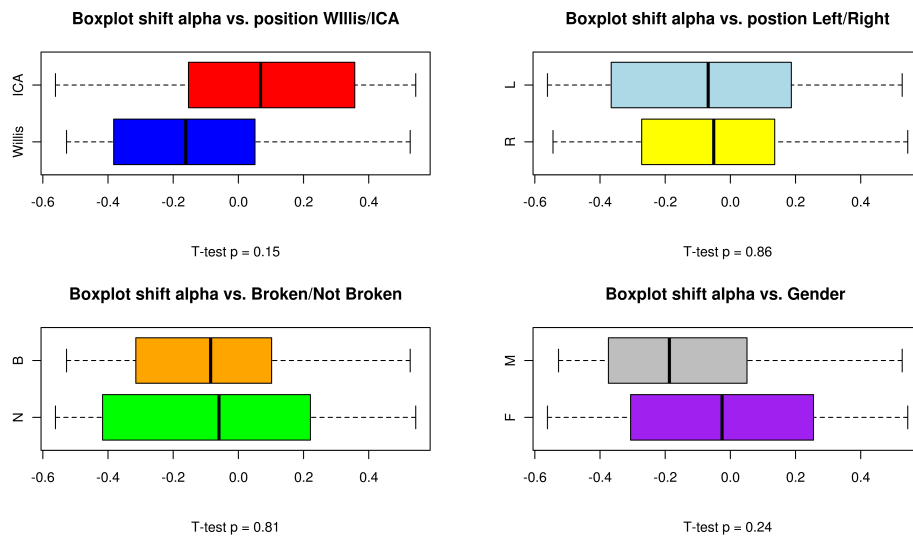 Boxplot shift alpha vs. position WIllis/ICA
ICA
Willis
-0.6 -0.4 -0.2 0.0 0.2 0.4
T-test p = 0.15
Boxplot shift alpha vs. postion Left/Right
L
R
-0.6 -0.4 -0.2 0.0 0.2 0.4
T-test p = 0.86
Boxplot shift alpha vs. Broken/Not Broken
B
N
-0.6 -0.4 -0.2 0.0 0.2 0.4
T-test p = 0.81
Boxplot shift alpha vs. Gender
M
F
-0.6 -0.4 -0.2 0.0 0.2 0.4
T-test p = 0.24